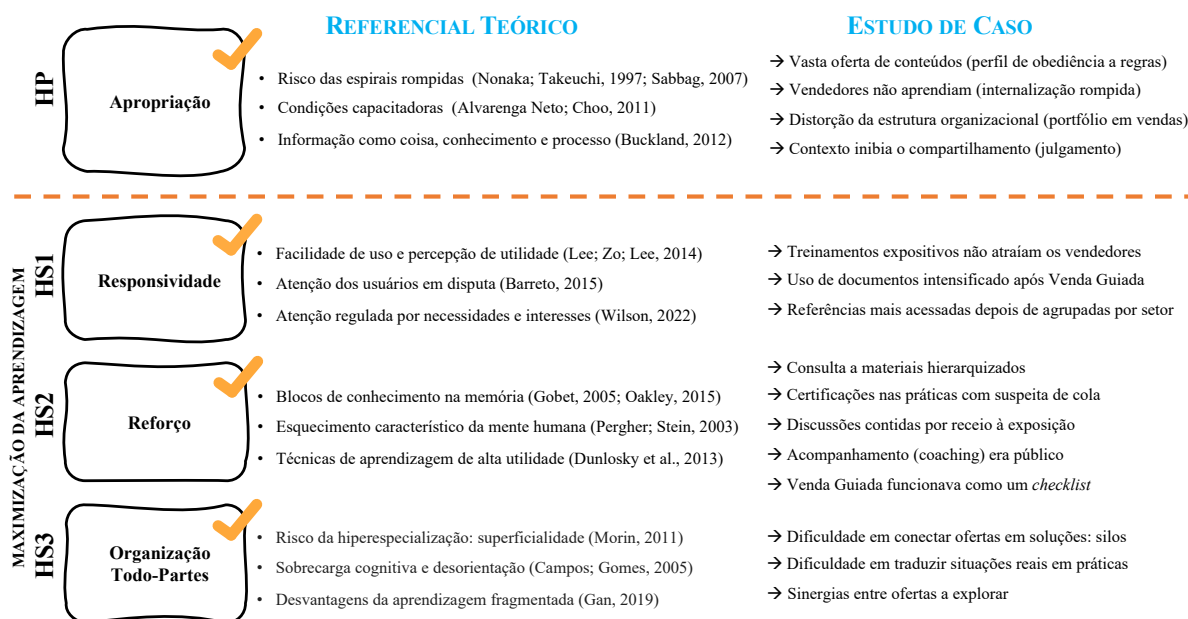 REFERENCIAL TEÓRICO
ESTUDO DE CASO
HP
Apropriação
• Risco das espirais rompidas (Nonaka; Takeuchi, 1997; Sabbag, 2007)
• Condições capacitadoras (Alvarenga Neto; Choo, 2011)
• Informação como coisa, conhecimento e processo (Buckland, 2012)
→ Vasta oferta de conteúdos (perfil de obediência a regras)
→ Vendedores não aprendiam (internalização rompida)
→ Distorção da estrutura organizacional (portfólio em vendas)
→ Contexto inibia o compartilhamento (julgamento)
MAXIMIZAÇÃO DA APRENDIZAGEM
HS1
Responsividade
• Facilidade de uso e percepção de utilidade (Lee; Zo; Lee, 2014)
• Atenção dos usuários em disputa (Barreto, 2015)
• Atenção regulada por necessidades e interesses (Wilson, 2022)
→ Treinamentos expositivos não atraíam os vendedores
→ Uso de documentos intensificado após Venda Guiada
→ Referências mais acessadas depois de agrupadas por setor
HS2
Reforço
• Blocos de conhecimento na memória (Gobet, 2005; Oakley, 2015)
• Esquecimento característico da mente humana (Pergher; Stein, 2003)
• Técnicas de aprendizagem de alta utilidade (Dunlosky et al., 2013)
→ Consulta a materiais hierarquizados
→ Certificações nas práticas com suspeita de cola
→ Discussões contidas por receio à exposição
→ Acompanhamento (coaching) era público
→ Venda Guiada funcionava como um checklist
HS3
Organização
Todo-Partes
• Risco da hiperespecialização: superficialidade (Morin, 2011)
• Sobrecarga cognitiva e desorientação (Campos; Gomes, 2005)
• Desvantagens da aprendizagem fragmentada (Gan, 2019)
→ Dificuldade em conectar ofertas em soluções: silos
→ Dificuldade em traduzir situações reais em práticas
→ Sinergias entre ofertas a explorar